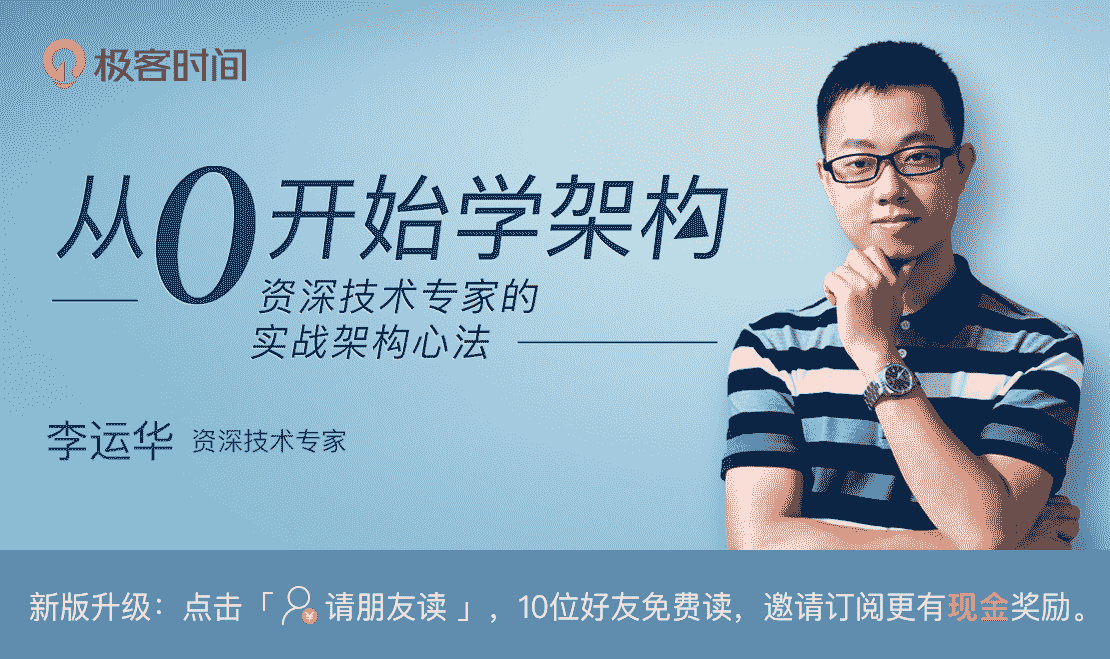 极客时间
从0开始学架构
资深技术专家的
实战架构心法
李运华 资深技术专家
新版升级：点击「 请朋友读 」，10位好友免费读，邀请订阅更有现金奖励。